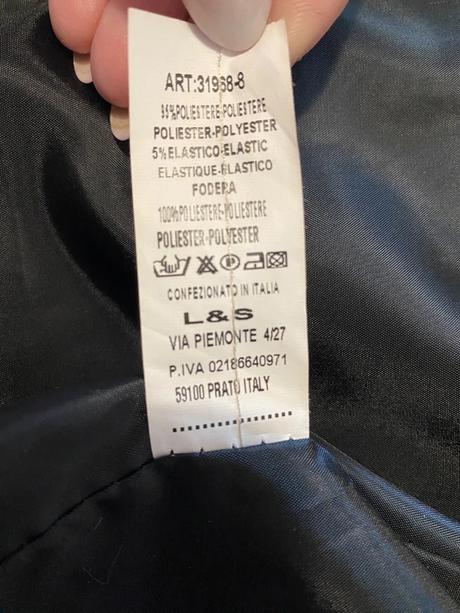 ART:31968-8
95%POLIESTERE-POLIESTERE
POLIESTER-POLYESTER
5%ELASTICO-ELASTIC
ELASTIQUE-ELASTICO
FODERA
100%POLIESTERE-POLIESTERE
POLIESTER-POLYESTER
P
CONFEZIONATO IN ITALIA
L&S
VIA PIEMONTE 4/27
P.IVA 02186640971
59100 PRATO ITALY